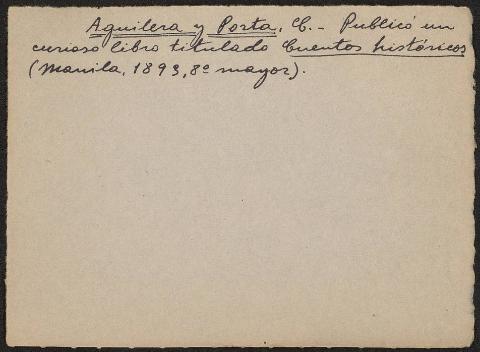 Aguilera y Porta, C. - Publicó un
curioso libro titulado Cuentos históricos
(Manila, 1893, 8º mayor).